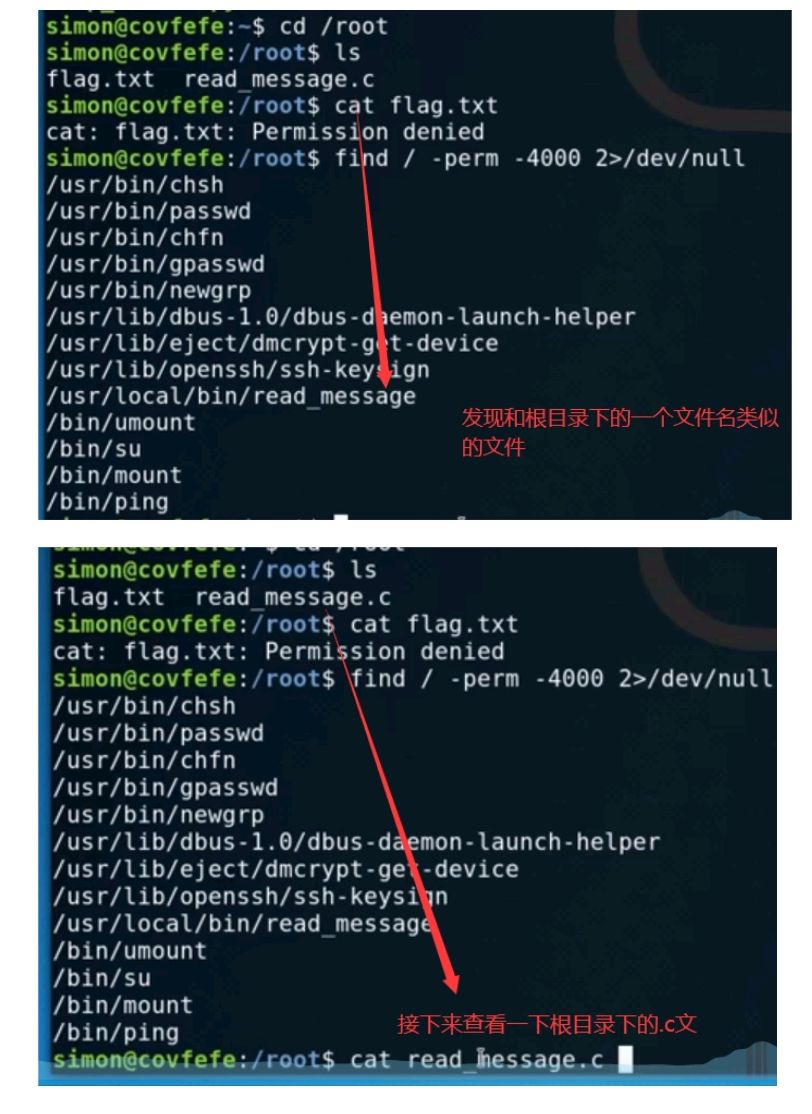 simon@covfefe:~$ cd /root
simon@covfefe:/root$ ls
flag.txt  read_message.c
simon@covfefe:/root$ cat flag.txt
cat: flag.txt: Permission denied
simon@covfefe:/root$ find / -perm -4000 2>/dev/null
/usr/bin/chsh
/usr/bin/passwd
/usr/bin/chfn
/usr/bin/gpasswd
/usr/bin/newgrp
/usr/lib/dbus-1.0/dbus-daemon-launch-helper
/usr/lib/eject/dmcrypt-get-device
/usr/lib/openssh/ssh-keysign
/usr/local/bin/read_message
发现和根目录下的一个文件名类似
的文件
/bin/umount
/bin/su
/bin/mount
/bin/ping
simon@covfefe:/root$ ls
flag.txt  read_message.c
simon@covfefe:/root$ cat flag.txt
cat: flag.txt: Permission denied
simon@covfefe:/root$ find / -perm -4000 2>/dev/null
/usr/bin/chsh
/usr/bin/passwd
/usr/bin/chfn
/usr/bin/gpasswd
/usr/bin/newgrp
/usr/lib/dbus-1.0/dbus-daemon-launch-helper
/usr/lib/eject/dmcrypt-get-device
/usr/lib/openssh/ssh-keysign
/usr/local/bin/read_message
/bin/umount
/bin/su
/bin/mount
/bin/ping
接下来查看一下根目录下的.c文
simon@covfefe:/root$ cat read_message.c